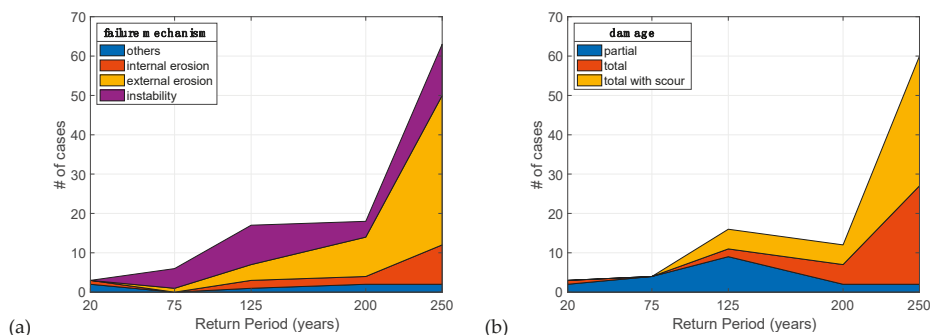 70
60
50
40
30
20
10
0
# of cases
failure mechanism
others
internal erosion
external erosion
instability
20
75
125
200
250
Return Period (years)
(a)
70
60
50
40
30
20
10
0
# of cases
damage
partial
total
total with scour
20
75
125
200
250
Return Period (years)
(b)